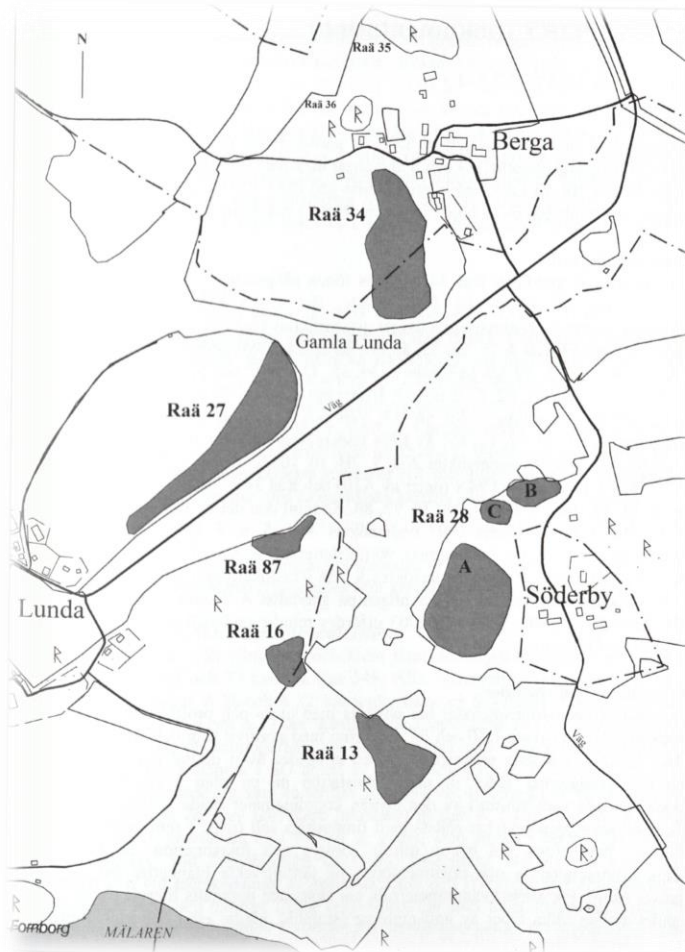 N
Raä 35
Raä 36
Berga
Raä 34
Gamla Lunda
Väg
Raä 27
B
C
Raä 28
A
Raä 87
Söderby
Lunda
Raä 16
Raä 13
Väg
Fornborg
MÄLAREN